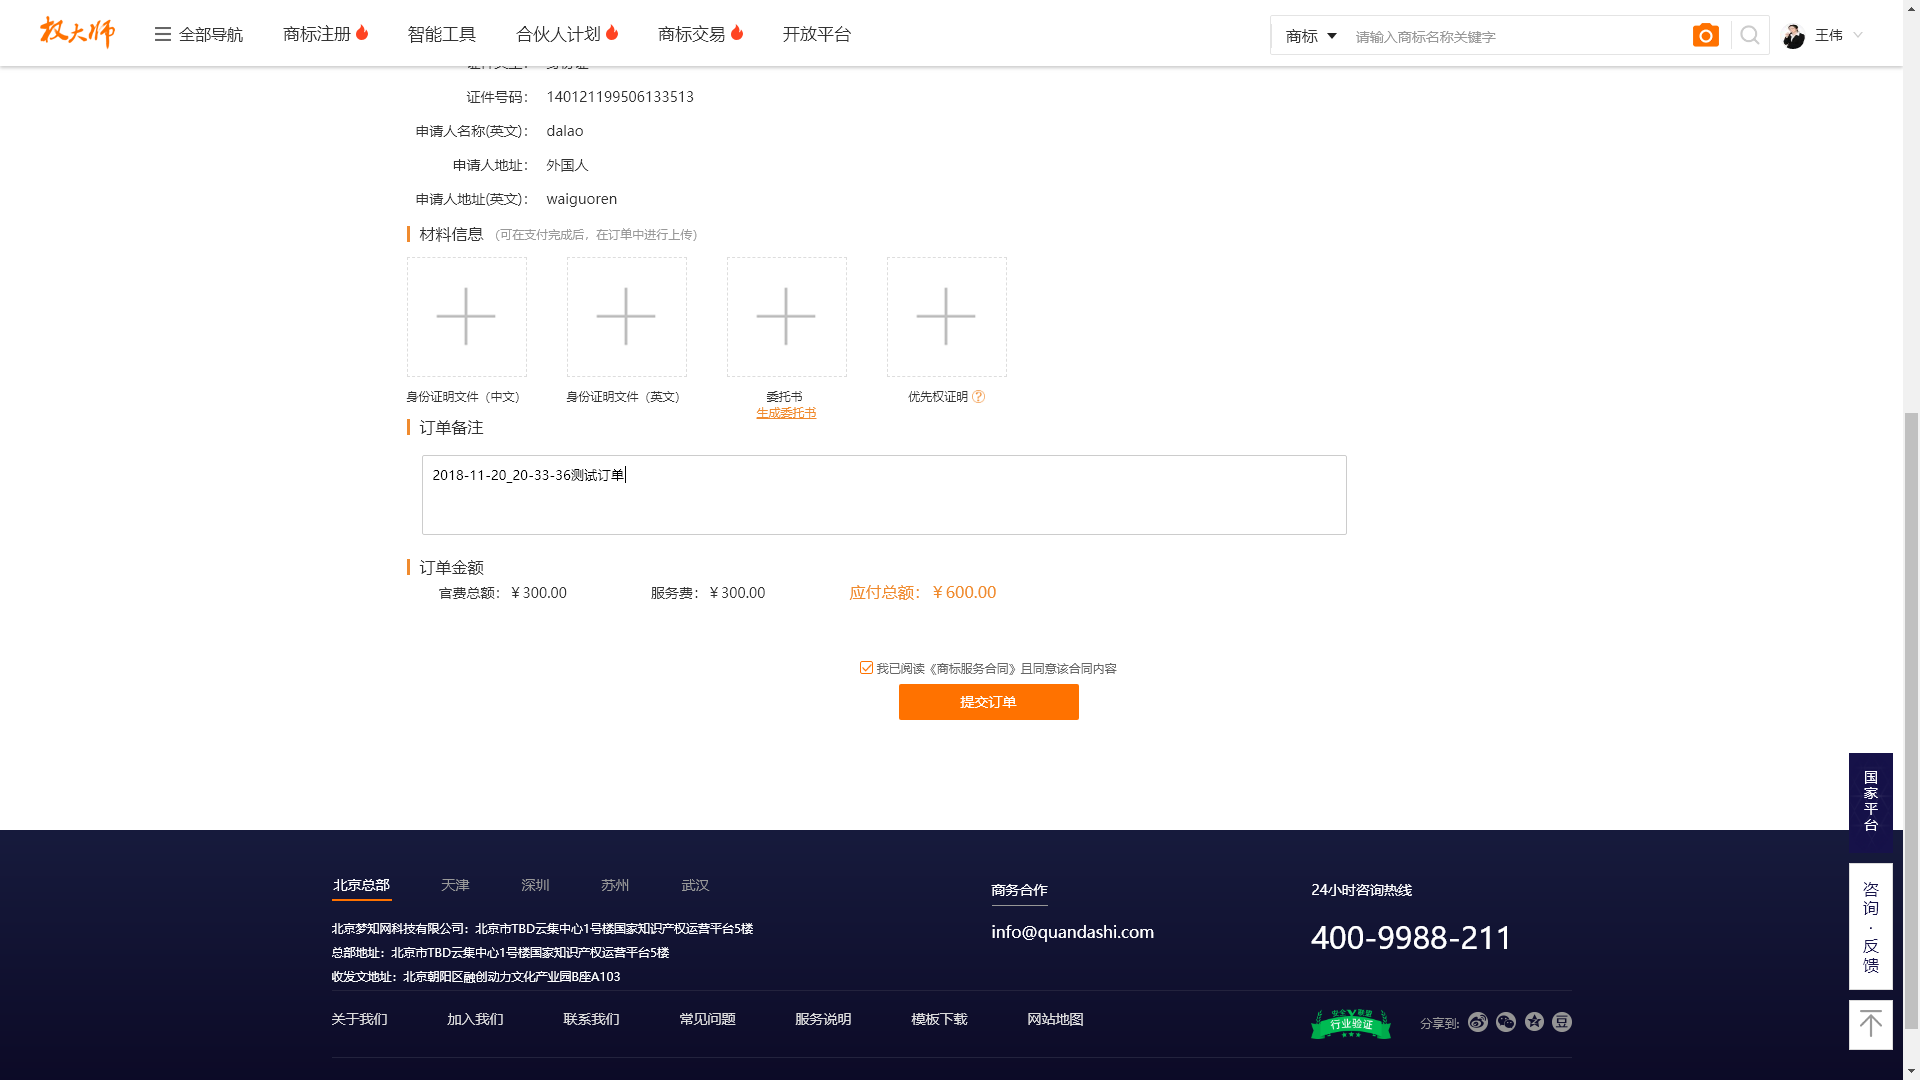 权大师
全部导航
商标注册
智能工具
合伙人计划
商标交易
开放平台
商标
请输入商标名称关键字
王伟
证件类型： 身份证
证件号码： 140121199506133513
申请人名称(英文)： dalao
申请人地址： 外国人
申请人地址(英文)： waiguoren
材料信息 （可在支付完成后，在订单中进行上传）
身份证明文件（中文） 身份证明文件（英文） 委托书 优先权证明 ?
生成委托书
订单备注
2018-11-20_20-33-36测试订单
订单金额
官费总额：￥300.00 服务费：￥300.00 应付总额：￥600.00
我已阅读《商标服务合同》且同意该合同内容
提交订单
国家平台
咨询·反馈
北京总部 天津 深圳 苏州 武汉
北京梦知网科技有限公司：北京市TBD云集中心1号楼国家知识产权运营平台5楼
总部地址：北京市TBD云集中心1号楼国家知识产权运营平台5楼
收发文地址：北京朝阳区融创动力文化产业园B座A103
商务合作
info@quandashi.com
24小时咨询热线
400-9988-211
关于我们 加入我们 联系我们 常见问题 服务说明 模板下载 网站地图
安全联盟
行业验证
分享到:
豆